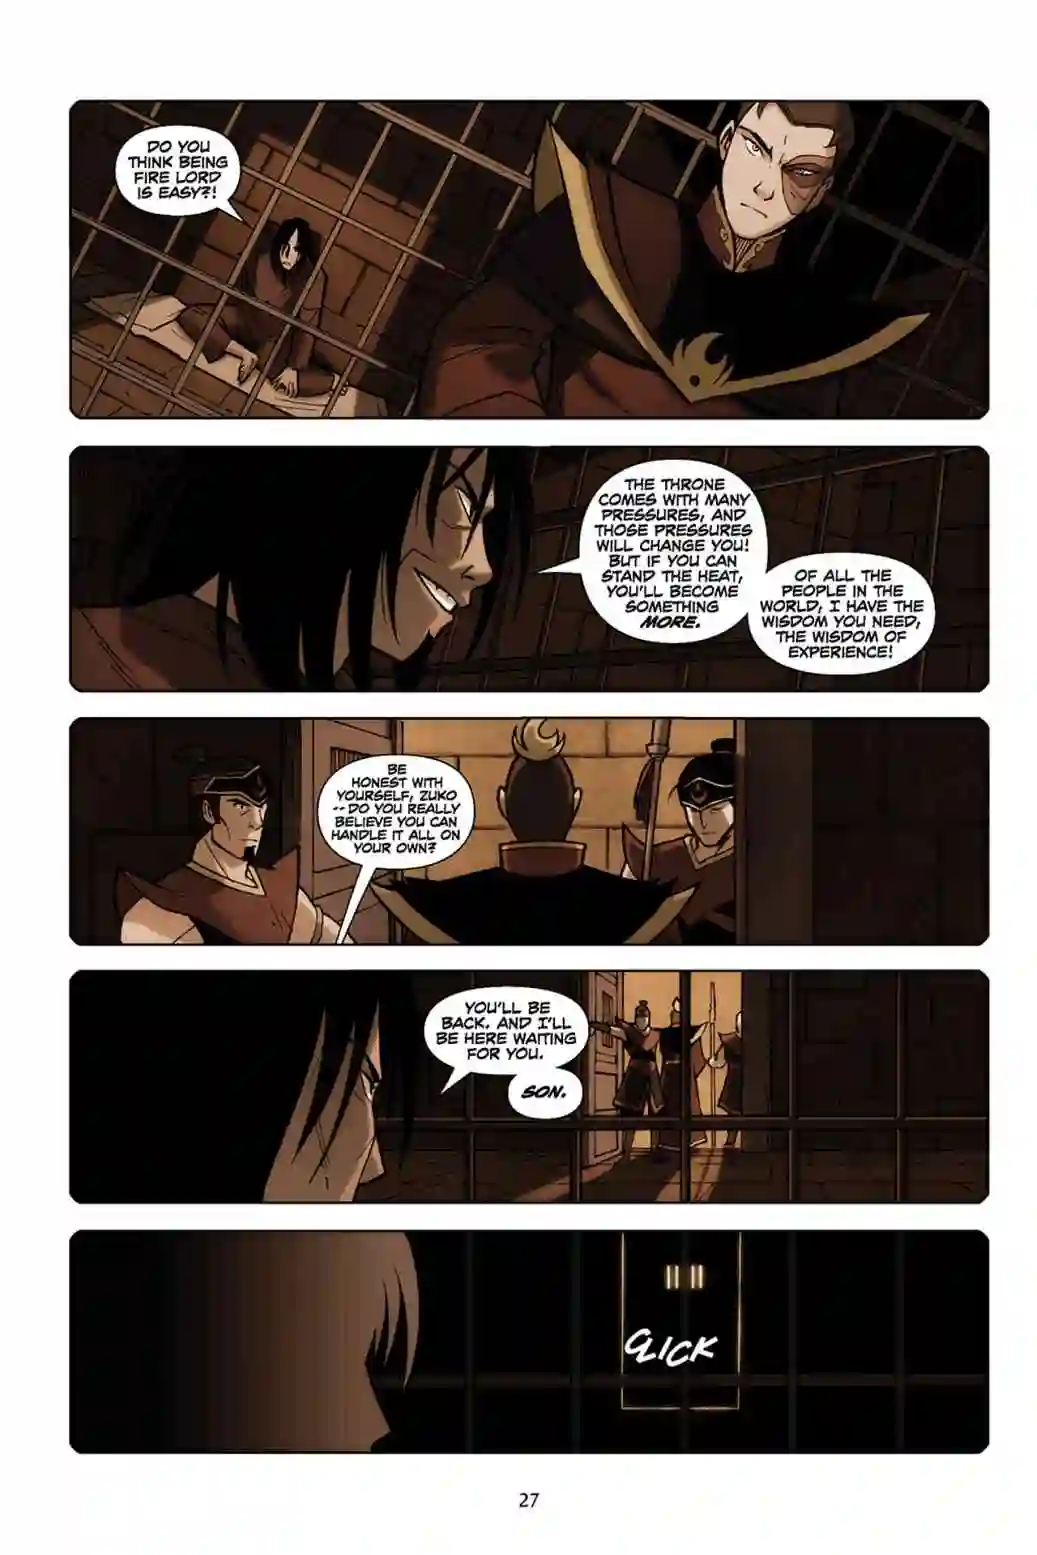 DO YOU
THINK BEING
FIRE LORD
IS EASY?!
THE THRONE
COMES WITH MANY
PRESSURES, AND
THOSE PRESSURES
WILL CHANGE YOU!
BUT IF YOU CAN
STAND THE HEAT,
YOU'LL BECOME
SOMETHING
MORE.
OF ALL THE
PEOPLE IN THE
WORLD, I HAVE THE
WISDOM YOU NEED,
THE WISDOM OF
EXPERIENCE!
BE
HONEST WITH
YOURSELF, ZUKO
--DO YOU REALLY
BELIEVE YOU CAN
HANDLE IT ALL ON
YOUR OWN?
YOU'LL BE
BACK. AND I'LL
BE HERE WAITING
FOR YOU.
SON.
CLICK
27